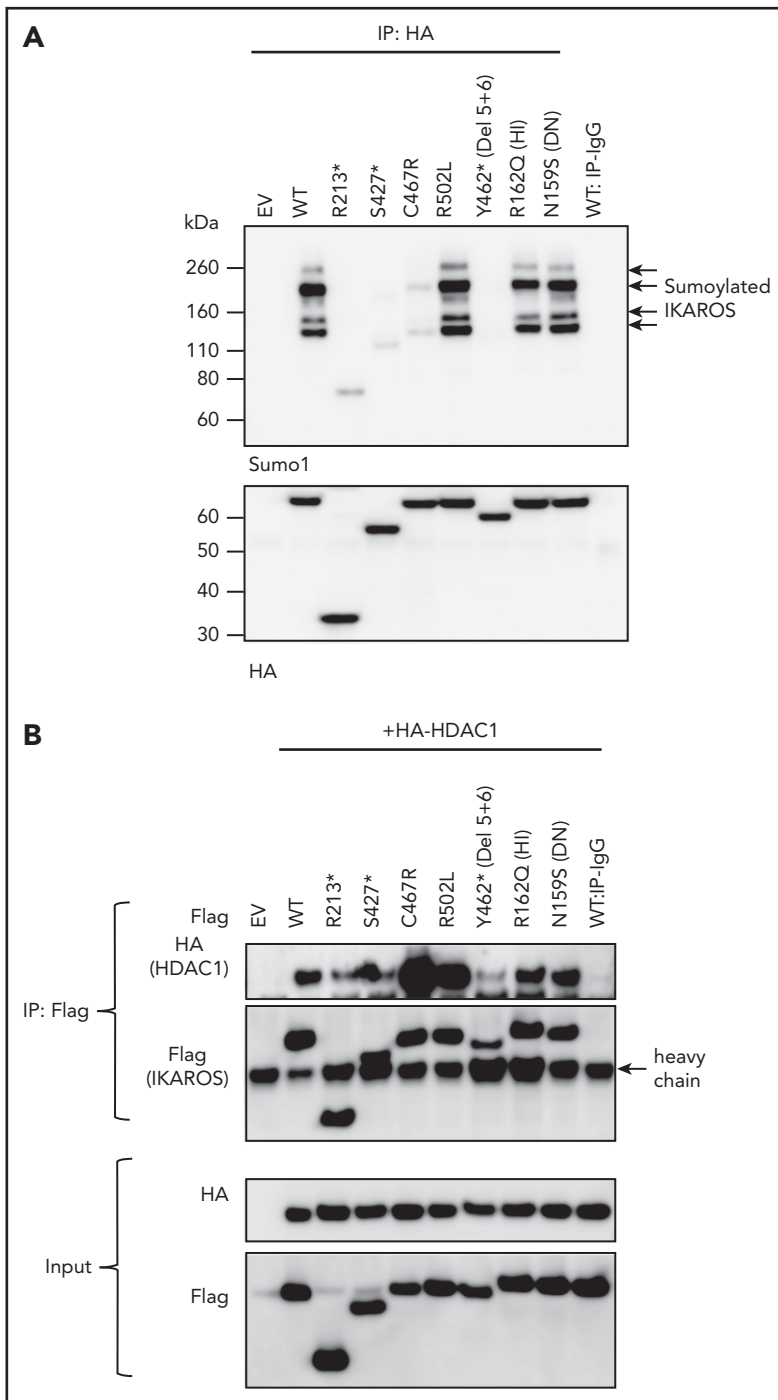 A
IP: HA
EV
WT
R213*
S427*
C467R
R502L
Y462* (Del 5+6)
R162Q (HI)
N159S (DN)
WT: IP-IgG
kDa
260
160
110
80
60
Sumoylated
IKAROS
Sumo1
60
50
40
30
HA
B
+HA-HDAC1
Flag
EV
WT
R213*
S427*
C467R
R502L
Y462* (Del 5+6)
R162Q (HI)
N159S (DN)
WT:IP-IgG
HA
(HDAC1)
IP: Flag
Flag
(IKAROS)
heavy
chain
HA
Input
Flag